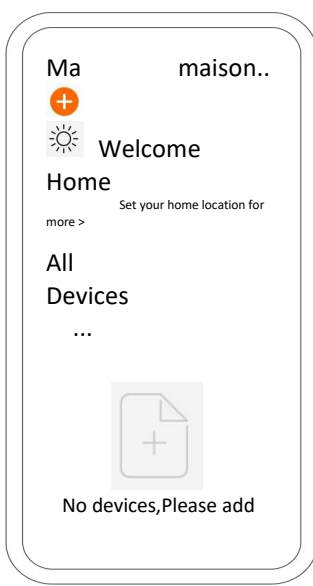 Ma maison..
Welcome
Home
Set your home location for
more >
All
Devices
...
No devices,Please add